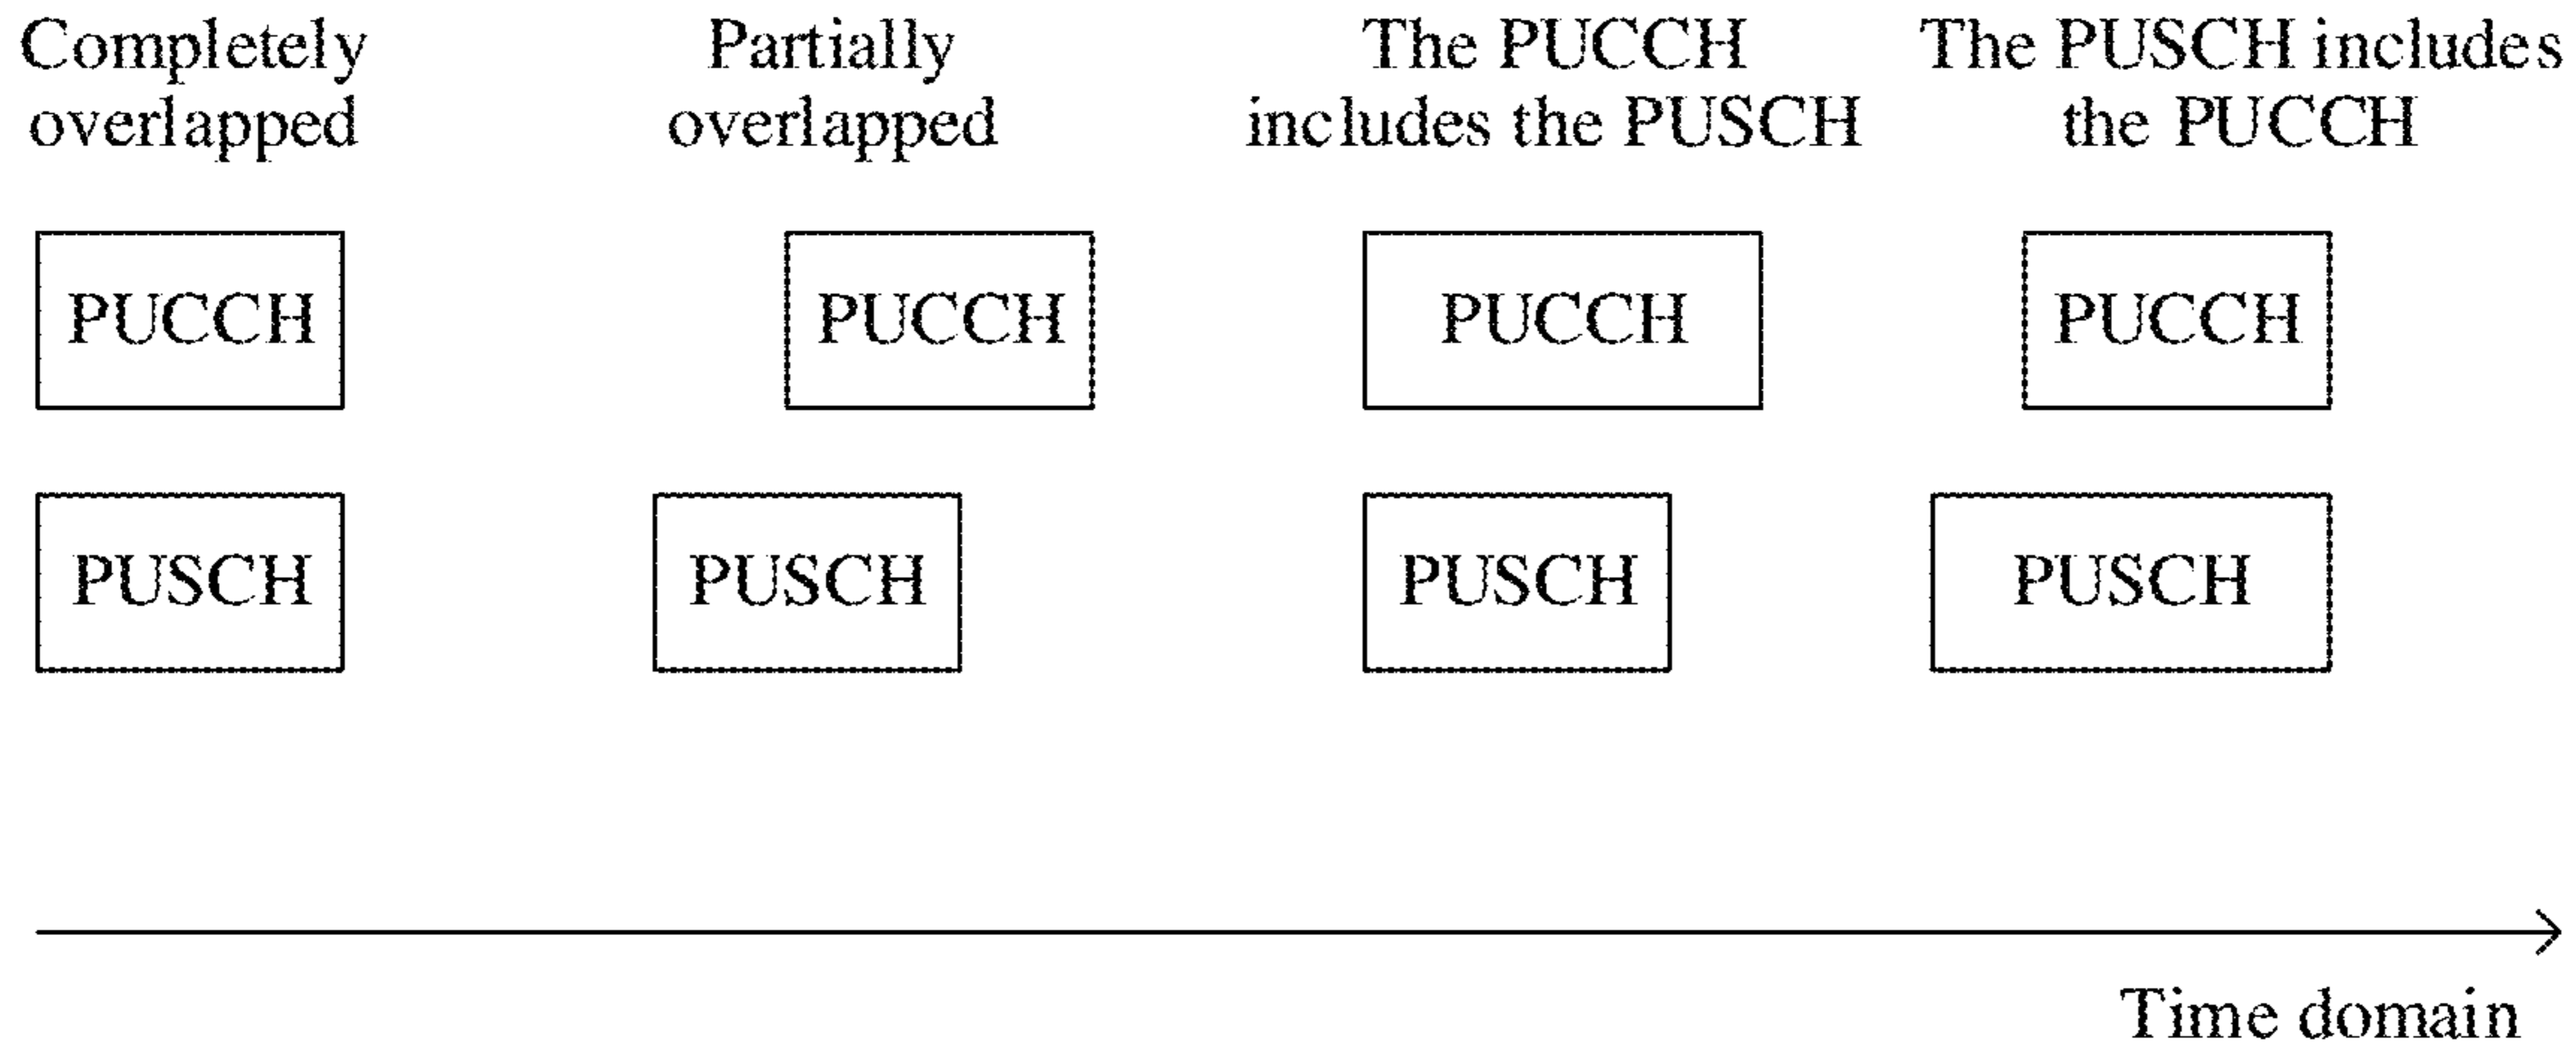 Completely
overlapped
Partially
overlapped
The PUCCH
includes the PUSCH
The PUSCH includes
the PUCCH
PUCCH
PUCCH
PUCCH
PUCCH
PUSCH
PUSCH
PUSCH
PUSCH
Time domain